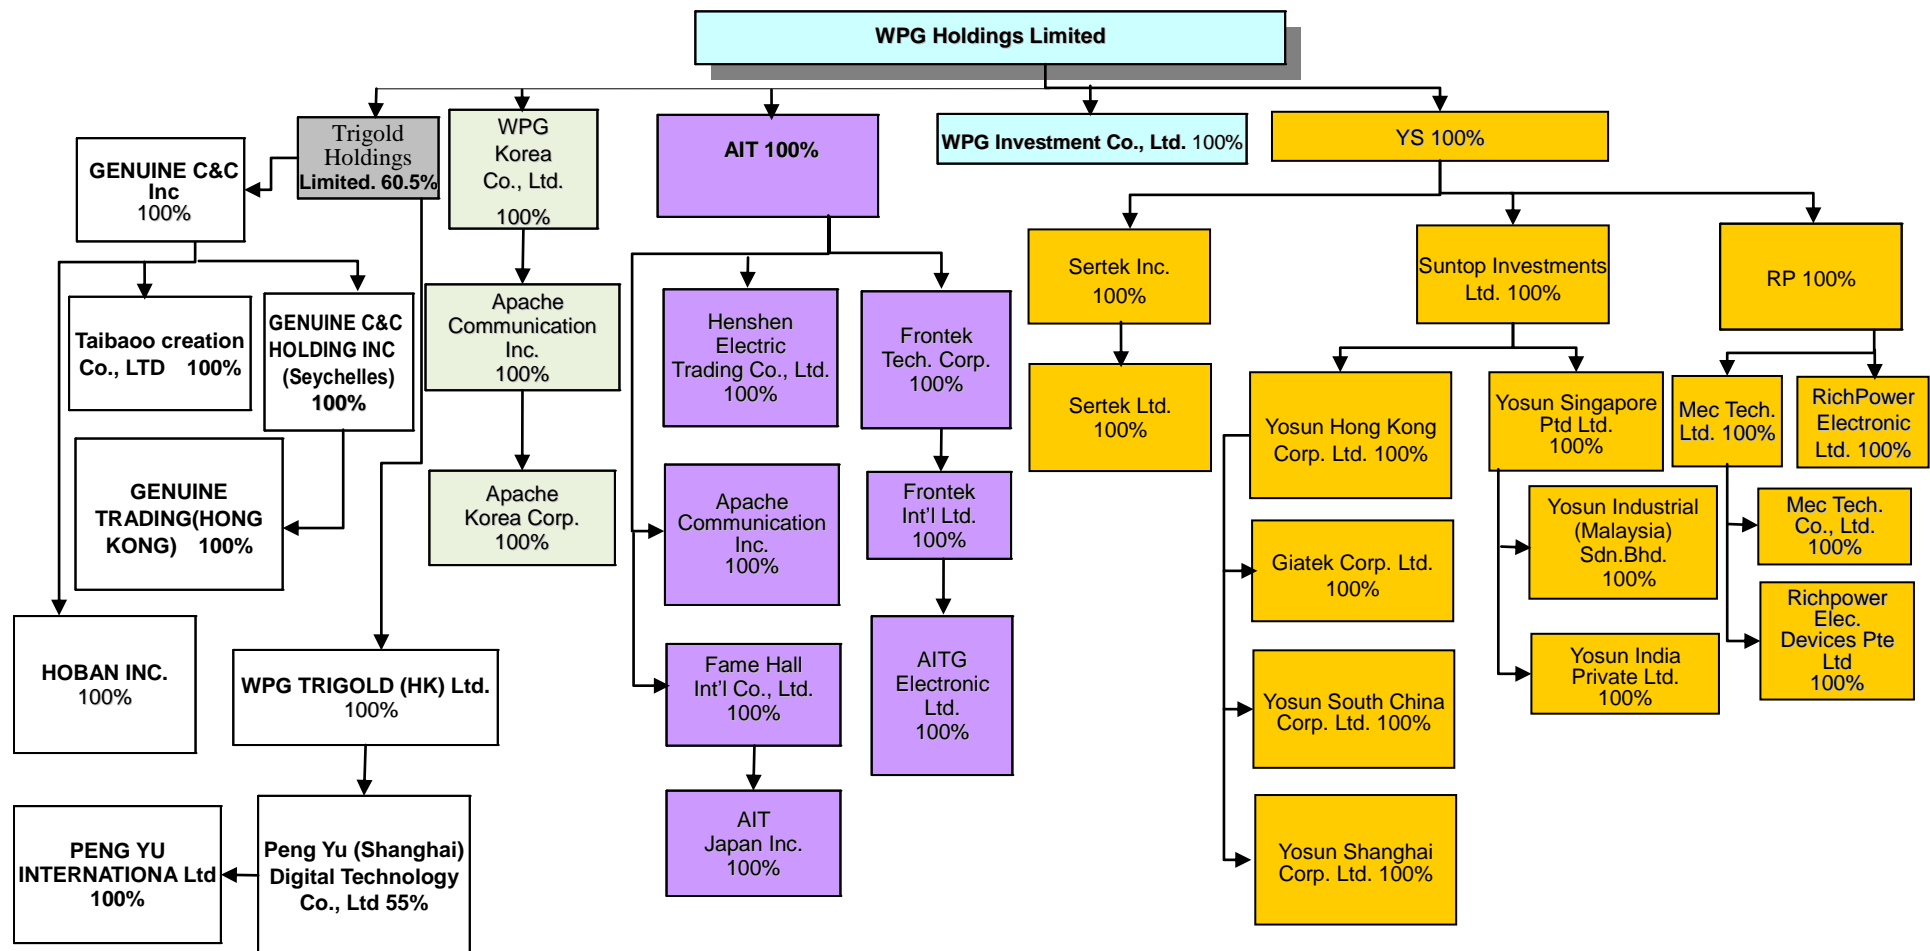 WPG Holdings Limited
Trigold
Holdings
Limited. 60.5%
WPG
Korea
Co., Ltd.
100%
AIT 100%
WPG Investment Co., Ltd. 100%
YS 100%
GENUINE C&C
Inc
100%
Sertek Inc.
100%
Suntop Investments
Ltd. 100%
RP 100%
Taibaoo creation
Co., LTD 100%
GENUINE C&C
HOLDING INC
(Seychelles)
100%
Apache
Communication
Inc.
100%
Henshen
Electric
Trading Co., Ltd.
100%
Frontek
Tech. Corp.
100%
Sertek Ltd.
100%
Yosun Hong Kong
Corp. Ltd. 100%
Yosun Singapore
Ptd Ltd.
100%
Mec Tech.
Ltd. 100%
RichPower
Electronic
Ltd. 100%
GENUINE
TRADING(HONG
KONG) 100%
Apache
Korea Corp.
100%
Apache
Communication
Inc.
100%
Frontek
Int'l Ltd.
100%
Giatek Corp. Ltd.
100%
Yosun Industrial
(Malaysia)
Sdn.Bhd.
100%
Mec Tech.
Co., Ltd.
100%
HOBAN INC.
100%
WPG TRIGOLD (HK) Ltd.
100%
Fame Hall
Int'l Co., Ltd.
100%
AITG
Electronic
Ltd.
100%
Yosun South China
Corp. Ltd. 100%
Yosun India
Private Ltd.
100%
Richpower
Elec.
Devices Pte
Ltd
100%
PENG YU
INTERNATIONA Ltd
100%
Peng Yu (Shanghai)
Digital Technology
Co., Ltd 55%
AIT
Japan Inc.
100%
Yosun Shanghai
Corp. Ltd. 100%